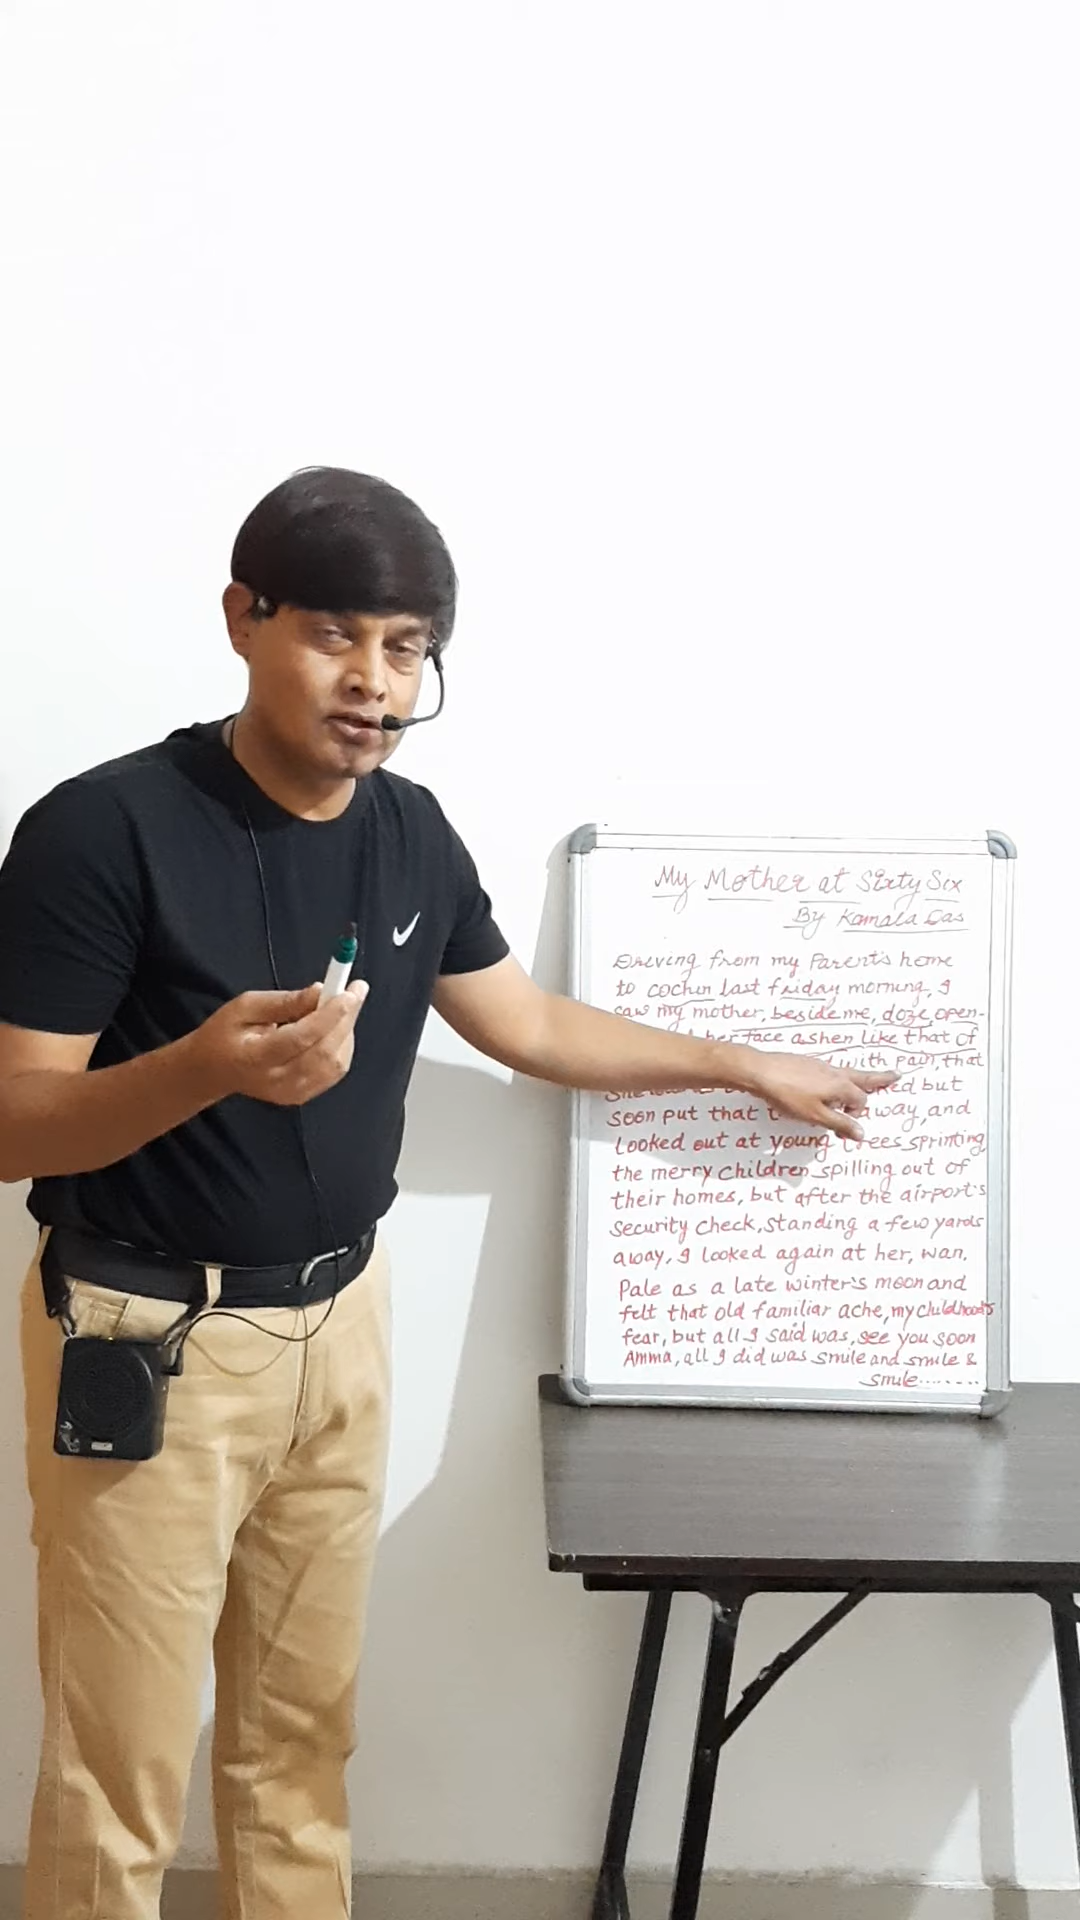 My Mother at Sixty Six
By Kamala Das
Driving from my Parent's home
to cochin last friday morning, I
saw my mother, beside me, doze, open-
her face ashen like that of
with pain, that
but
soon put that away, and
Looked out at young trees sprinting,
the merry children spilling out of
their homes, but after the airport's
security check, standing a few yards
away, I looked again at her, wan.
Pale as a late winter's moon and
felt that old familiar ache, my childhood's
fear, but all I said was, see you soon
Amma, all I did was smile and smile &
smile.......